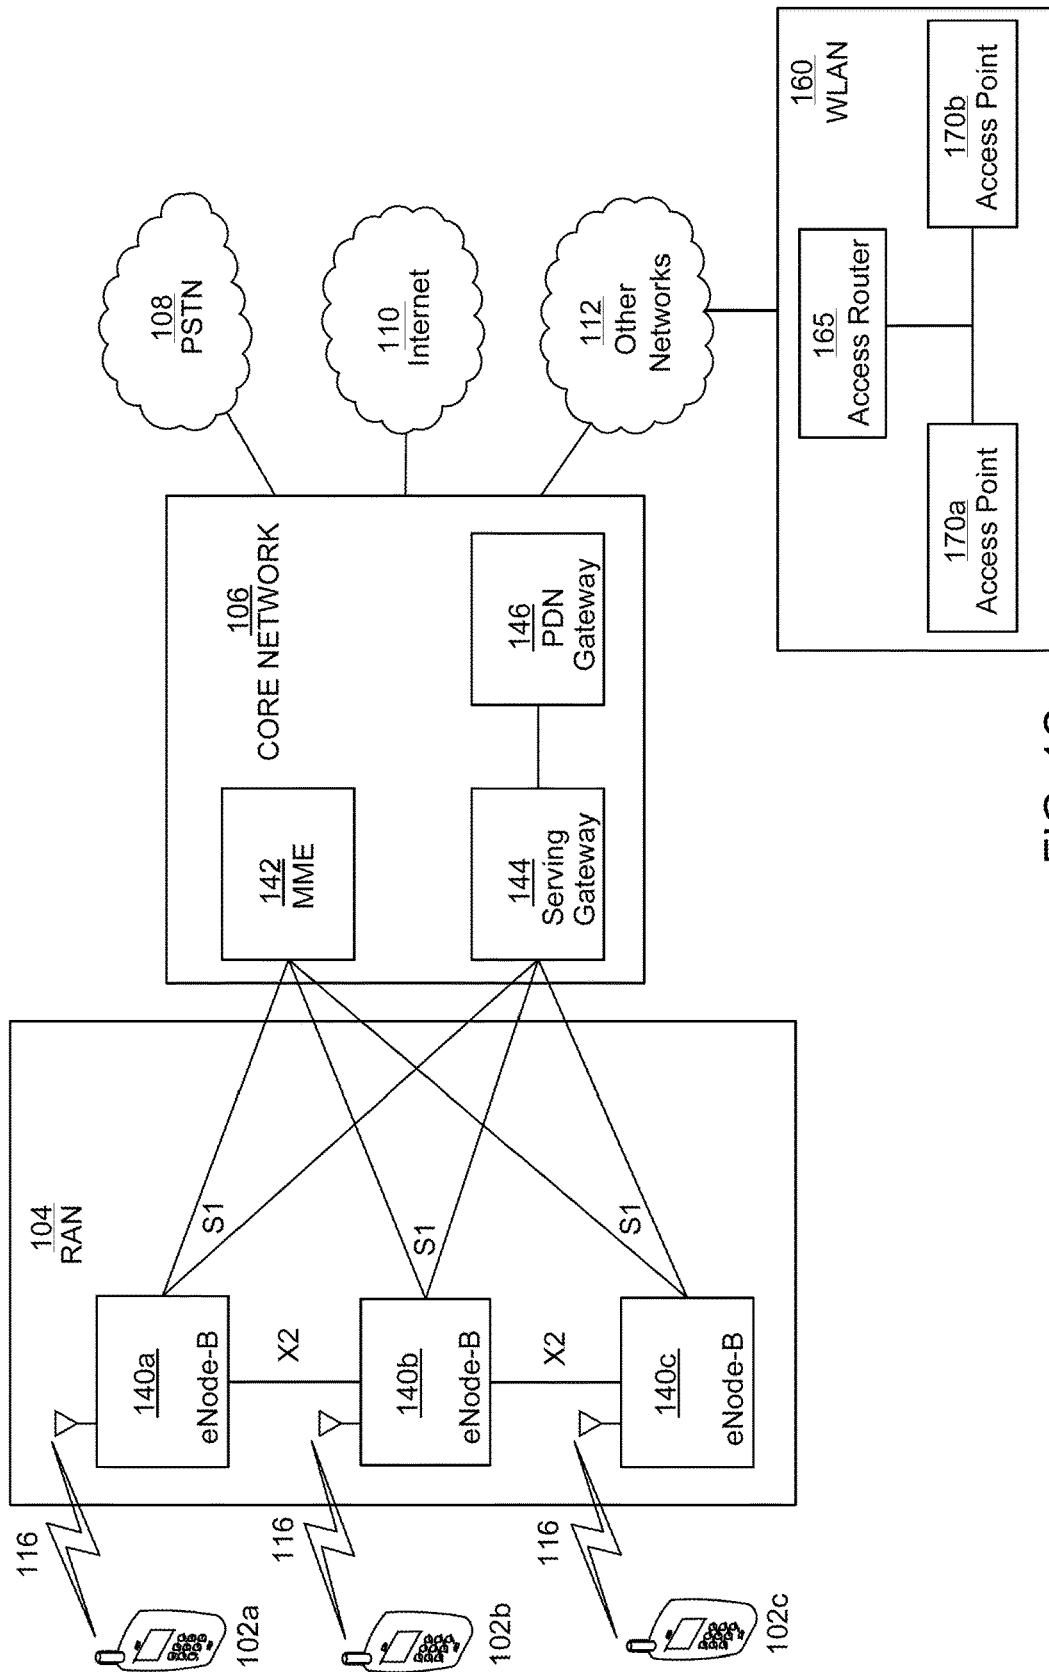 102a
116
102b
116
102c
116
104
RAN
140a
eNode-B
X2
140b
eNode-B
X2
140c
eNode-B
S1
S1
S1
106
CORE NETWORK
142
MME
144
Serving
Gateway
146
PDN
Gateway
108
PSTN
110
Internet
112
Other
Networks
160
WLAN
165
Access Router
170a
Access Point
170b
Access Point